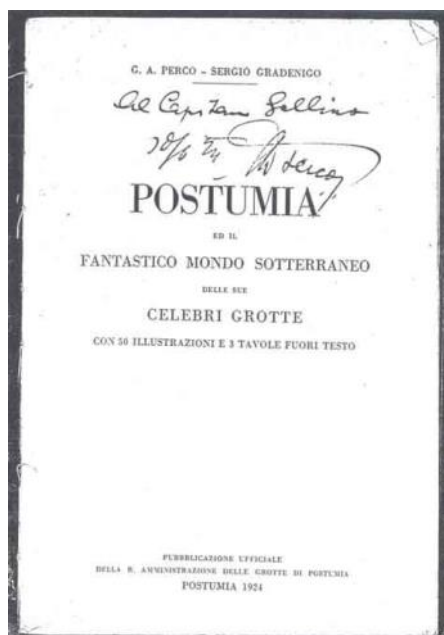 G. A. PERCO – SERGIO GRADENIGO
Al Capitano Gallino
POSTUMIA
ED IL
FANTASTICO MONDO SOTTERRANEO
DELLE SUE
CELEBRI GROTTE
CON 50 ILLUSTRAZIONI E 3 TAVOLE FUORI TESTO
PUBBLICAZIONE UFFICIALE
DELLA R. AMMINISTRAZIONE DELLE GROTTE DI POSTUMIA
POSTUMIA 1924